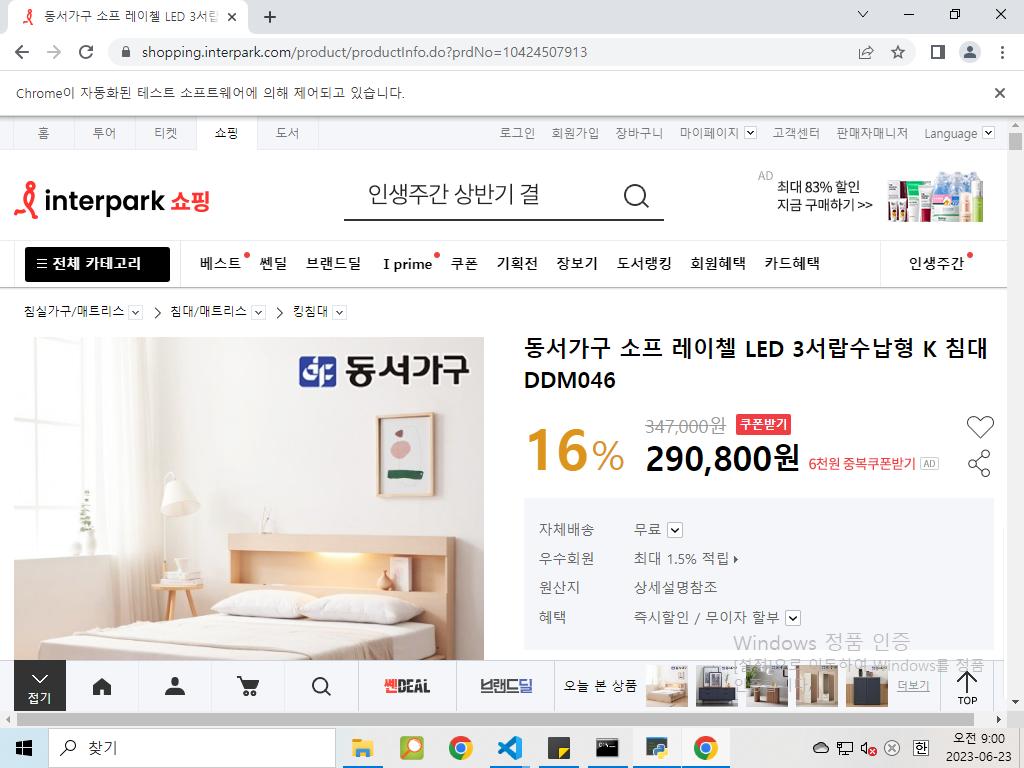 동서가구 소프 레이첼 LED 3서랍
shopping.interpark.com/product/productInfo.do?prdNo=10424507913
Chrome이 자동화된 테스트 소프트웨어에 의해 제어되고 있습니다.
홈 투어 티켓 쇼핑 도서 로그인 회원가입 장바구니 마이페이지 고객센터 판매자매니저 Language
interpark 쇼핑
인생주간 상반기 결
AD 최대 83% 할인
지금 구매하기 >>
전체 카테고리 베스트 쎈딜 브랜드딜 I prime 쿠폰 기획전 장보기 도서랭킹 회원혜택 카드혜택 인생주간
침실가구/매트리스 침대/매트리스 킹침대
동서가구
동서가구 소프 레이첼 LED 3서랍수납형 K 침대
DDM046
16%
347,000원 쿠폰받기
290,800원 6천원 중복쿠폰받기 AD
자체배송 무료
우수회원 최대 1.5% 적립
원산지 상세설명참조
혜택 즉시할인 / 무이자 할부
Windows 정품 인증
[설정]으로 이동하여 Windows를 정품
접기
쎈DEAL
브랜드딜
오늘 본 상품
더보기
TOP
찾기
한
오전 9:00
2023-06-23